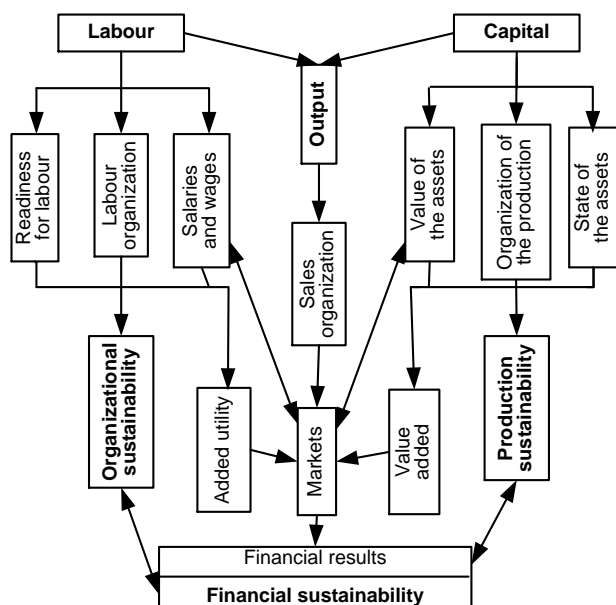 Labour
Capital
Output
Readiness
for labour
Labour
organization
Salaries
and wages
Value of
the assets
Organization of
the production
State of
the assets
Sales
organization
Organizational
sustainability
Added utility
Markets
Value
added
Production
sustainability
Financial results
Financial sustainability